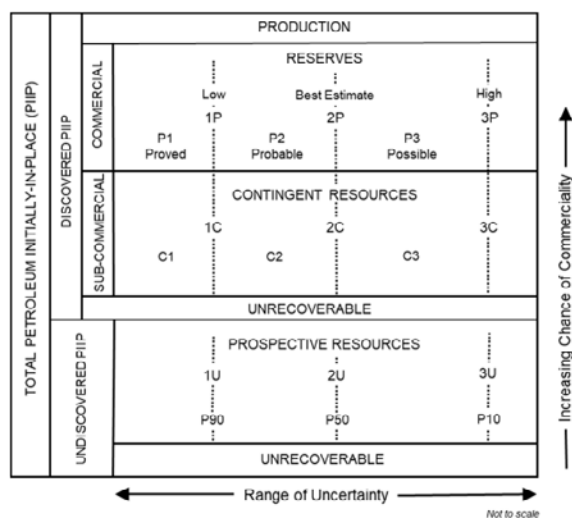 PRODUCTION
RESERVES
Low Best Estimate High
1P 2P 3P
P1 P2 P3
Proved Probable Possible
CONTINGENT RESOURCES
1C 2C 3C
C1 C2 C3
UNRECOVERABLE
PROSPECTIVE RESOURCES
1U 2U 3U
P90 P50 P10
UNRECOVERABLE
TOTAL PETROLEUM INITIALLY-IN-PLACE (PIIP)
DISCOVERED PIIP
UNDISCOVERED PIIP
COMMERCIAL
SUB-COMMERCIAL
Increasing Chance of Commerciality
Range of Uncertainty
Not to scale